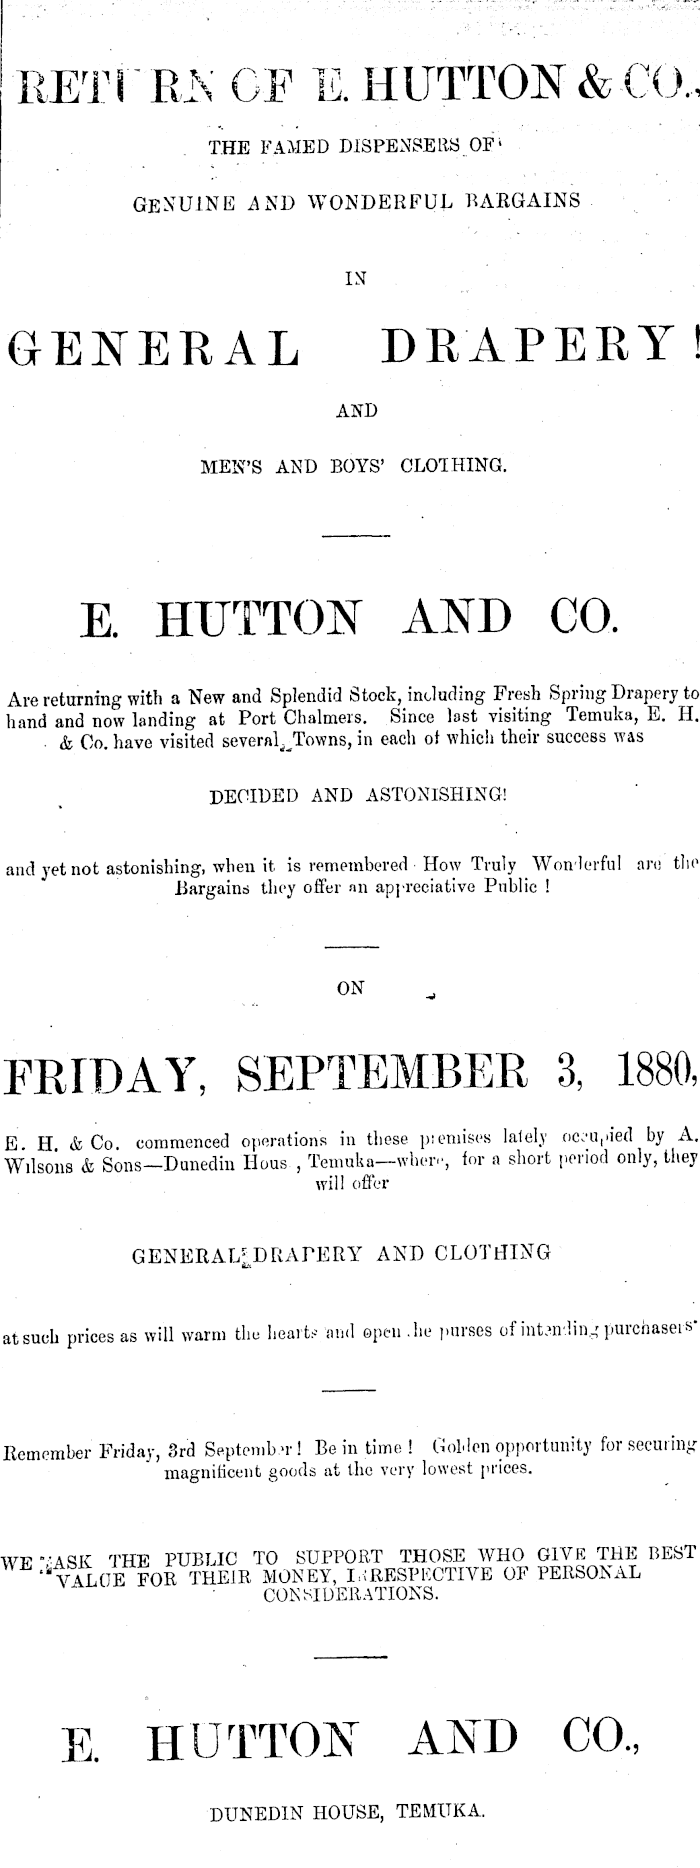 RETURN OF E. HUTTON & CO.,
THE FAMED DISPENSERS OF
GENUINE AND WONDERFUL BARGAINS
IN
GENERAL DRAPERY!
AND
MEN'S AND BOYS' CLOTHING.
E. HUTTON AND CO.
Are returning with a New and Splendid Stock, including Fresh Spring Drapery to
hand and now landing at Port Chalmers. Since last visiting Temuka, E. H.
& Co. have visited several Towns, in each of which their success was
DECIDED AND ASTONISHING!
and yet not astonishing, when it is remembered How Truly Wonderful are the
Bargains they offer an appreciative Public !
ON
FRIDAY, SEPTEMBER 3, 1880,
E. H. & Co. commenced operations in these premises lately occupied by A.
Wilsons & Sons—Dunedin Hous , Temuka—where, for a short period only, they
will offer
GENERAL DRAPERY AND CLOTHING
at such prices as will warm the hearts and open the purses of intending purchasers
Remember Friday, 3rd September! Be in time ! Golden opportunity for securing
magnificent goods at the very lowest prices.
WE ASK THE PUBLIC TO SUPPORT THOSE WHO GIVE THE BEST
VALUE FOR THEIR MONEY, IRRESPECTIVE OF PERSONAL
CONSIDERATIONS.
E. HUTTON AND CO.,
DUNEDIN HOUSE, TEMUKA.